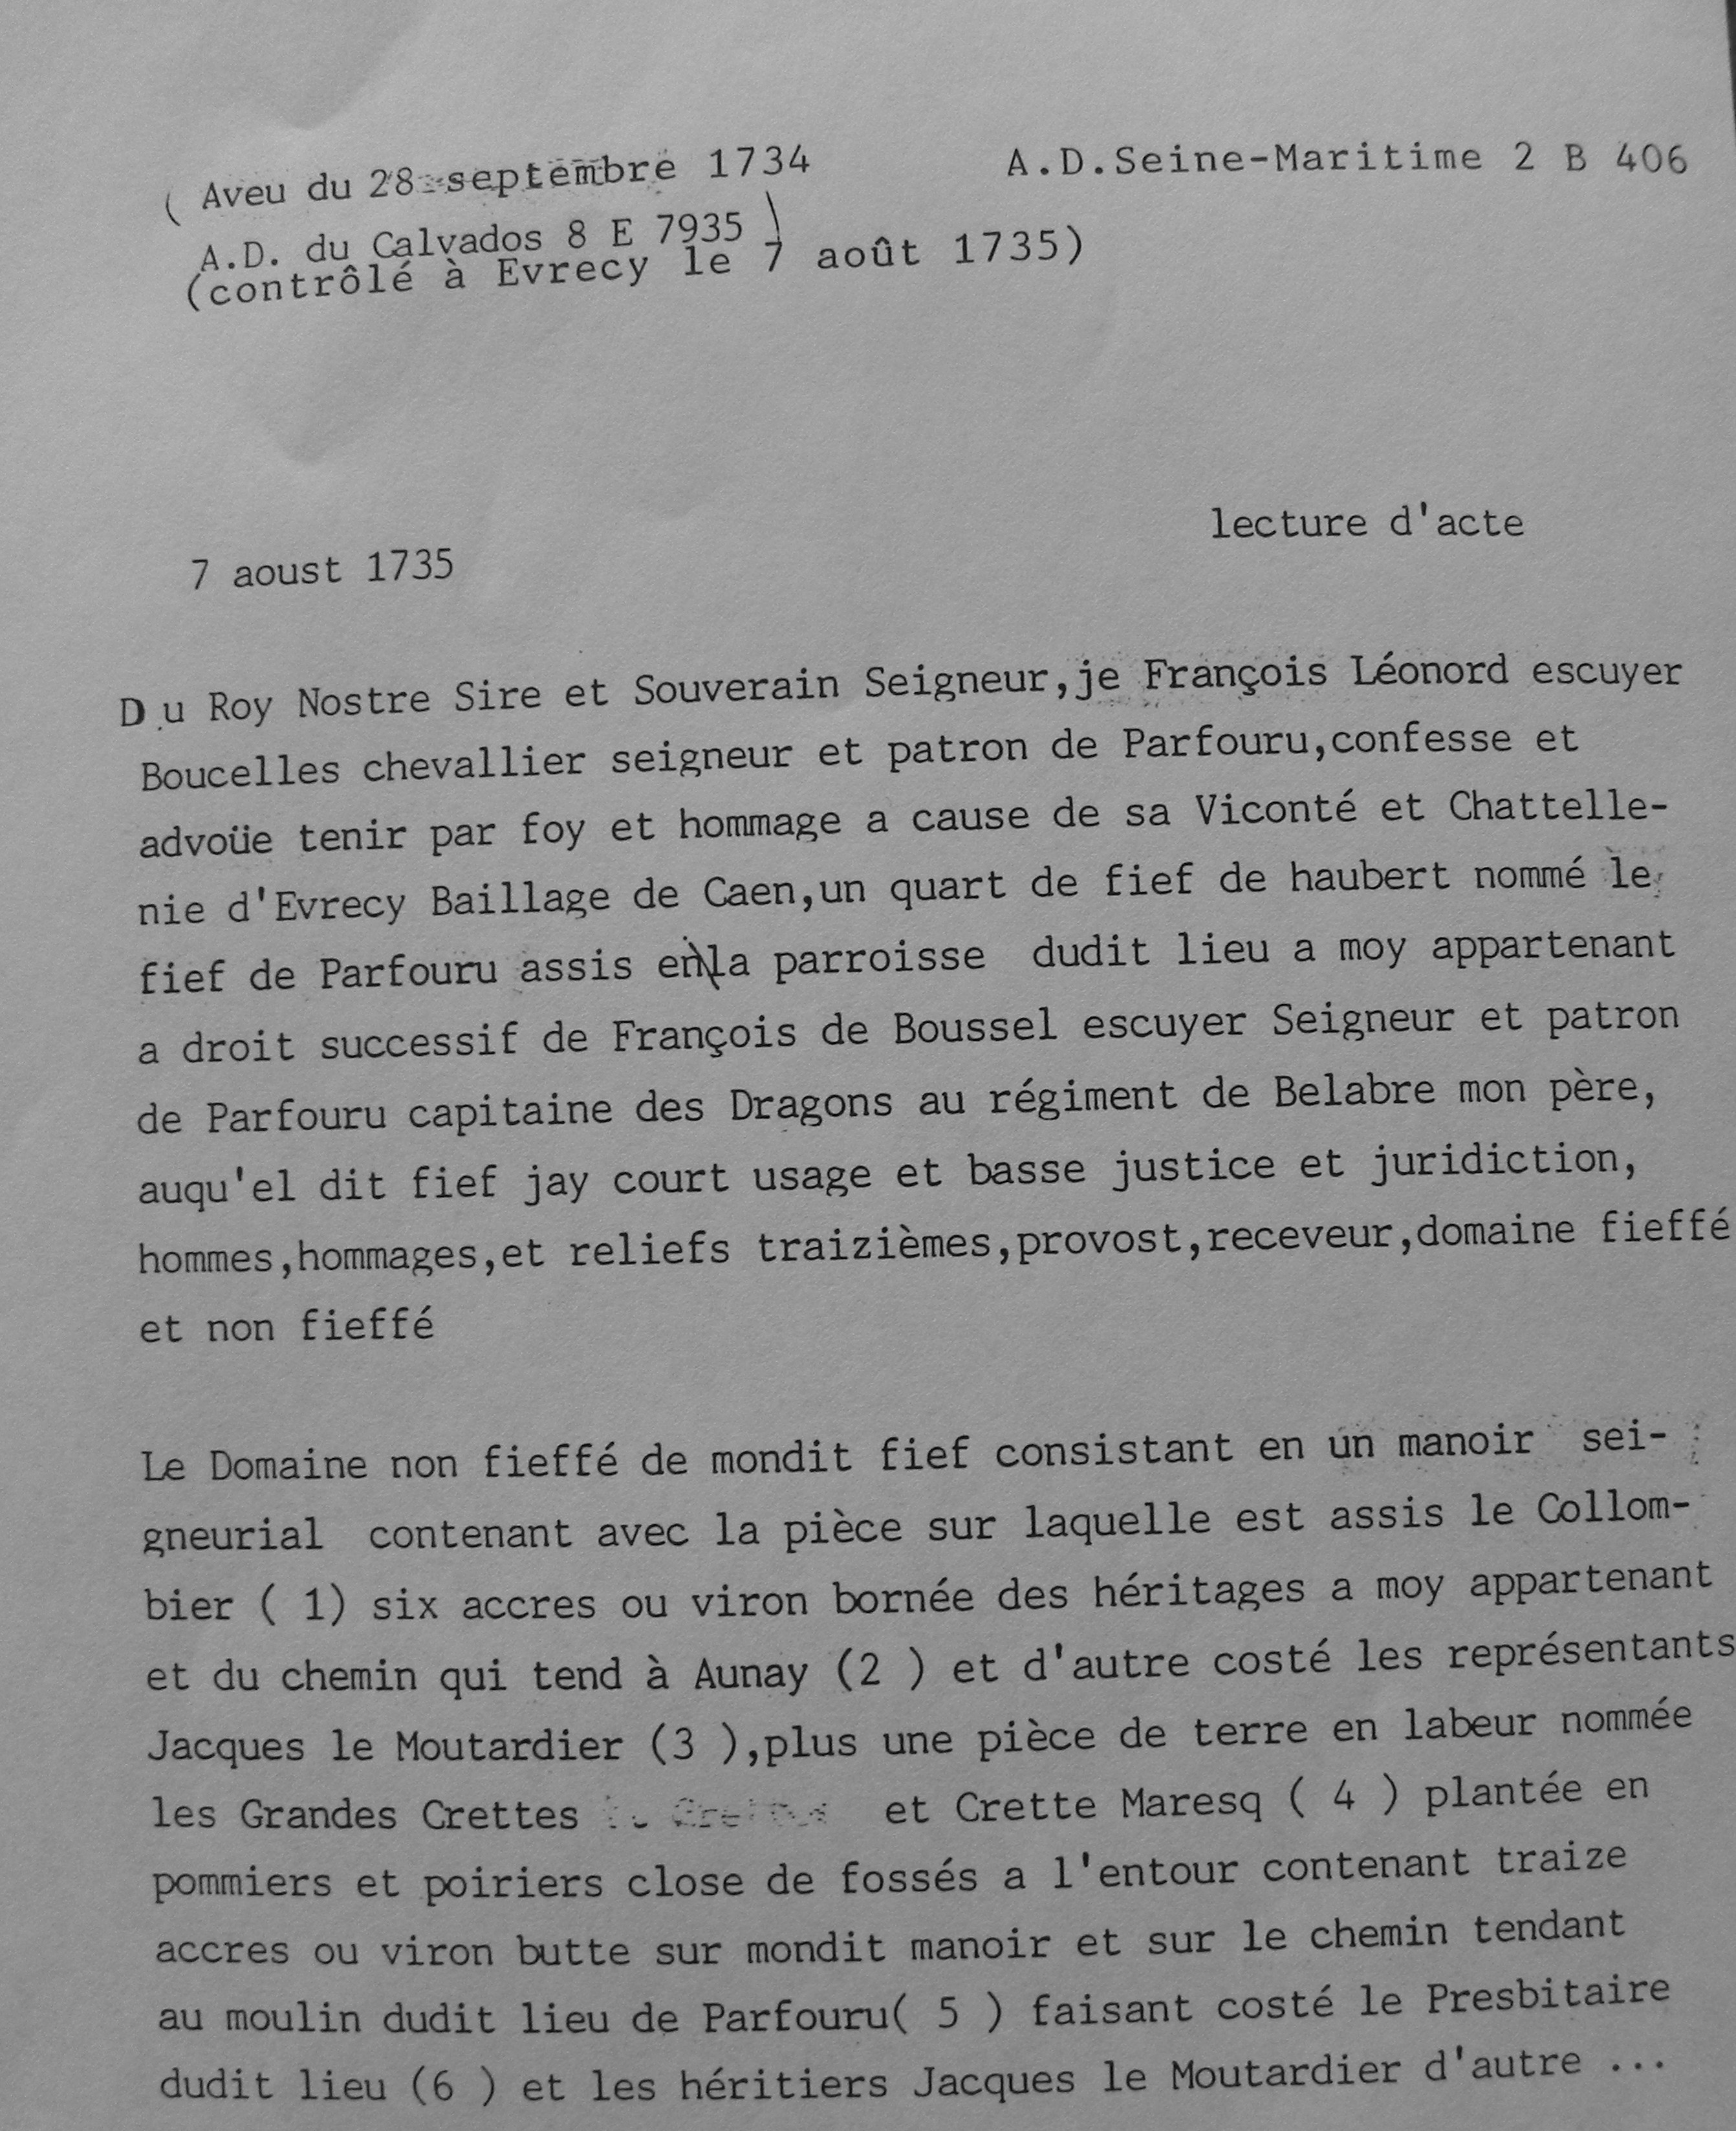 ( Aveu du 28 septembre 1734
A.D.Seine-Maritime 2 B 406
A.D. du Calvados 8 E 7935 )
(contrôlé à Evrecy le 7 août 1735)
lecture d'acte
7 aoust 1735
Du Roy Nostre Sire et Souverain Seigneur,je François Léonord escuyer
Boucelles chevallier seigneur et patron de Parfouru,confesse et
advoüe tenir par foy et hommage a cause de sa Viconté et Chattelle-
nie d'Evrecy Baillage de Caen,un quart de fief de haubert nommé le
fief de Parfouru assis en\la parroisse dudit lieu a moy appartenant
a droit successif de François de Boussel escuyer Seigneur et patron
de Parfouru capitaine des Dragons au régiment de Belabre mon père,
auqu'el dit fief jay court usage et basse justice et juridiction,
hommes,hommages,et reliefs traizièmes,provost,receveur,domaine fieffé
et non fieffé
Le Domaine non fieffé de mondit fief consistant en un manoir sei-
gneurial contenant avec la pièce sur laquelle est assis le Collom-
bier ( 1) six accres ou viron bornée des héritages a moy appartenant
et du chemin qui tend à Aunay (2 ) et d'autre costé les représentants
Jacques le Moutardier (3 ),plus une pièce de terre en labeur nommée
les Grandes Crettes et Crette Maresq ( 4 ) plantée en
pommiers et poiriers close de fossés a l'entour contenant traize
accres ou viron butte sur mondit manoir et sur le chemin tendant
au moulin dudit lieu de Parfouru( 5 ) faisant costé le Presbitaire
dudit lieu (6 ) et les héritiers Jacques le Moutardier d'autre ...